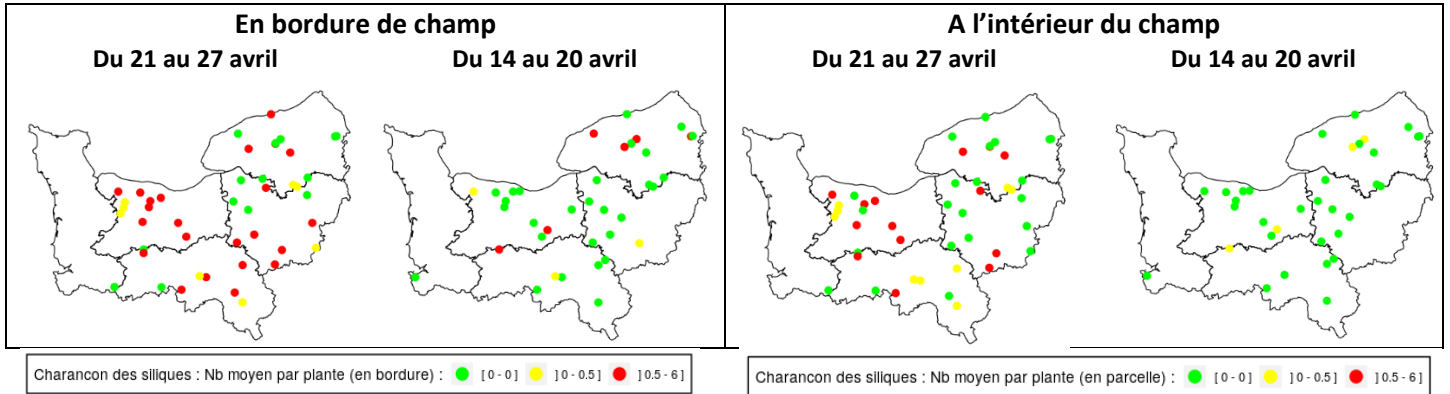 En bordure de champ
Du 21 au 27 avril Du 14 au 20 avril
A l’intérieur du champ
Du 21 au 27 avril Du 14 au 20 avril
Charancon des siliques : Nb moyen par plante (en bordure) : [ 0 - 0 ] ] 0 - 0.5 ] ] 0.5 - 6 ]
Charancon des siliques : Nb moyen par plante (en parcelle) : [ 0 - 0 ] ] 0 - 0.5 ] ] 0.5 - 6 ]